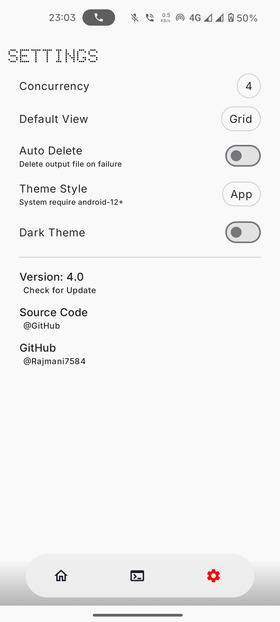 23:03 0.5 KB/s 4G 50%
SETTINGS
Concurrency 4
Default View Grid
Auto Delete
Delete output file on failure
Theme Style App
System require android-12+
Dark Theme
Version: 4.0
Check for Update
Source Code
@GitHub
GitHub
@Rajmani7584